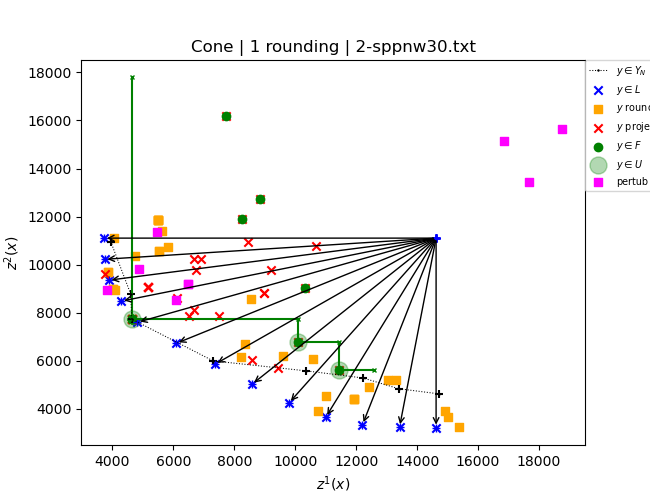 Cone | 1 rounding | 2-sppnw30.txt
18000
16000
14000
12000
10000
8000
6000
4000
z²(x)
4000 6000 8000 10000 12000 14000 16000 18000
z¹(x)
y ∈ Y_N
y ∈ L
y roun
y proje
y ∈ F
y ∈ U
pertub